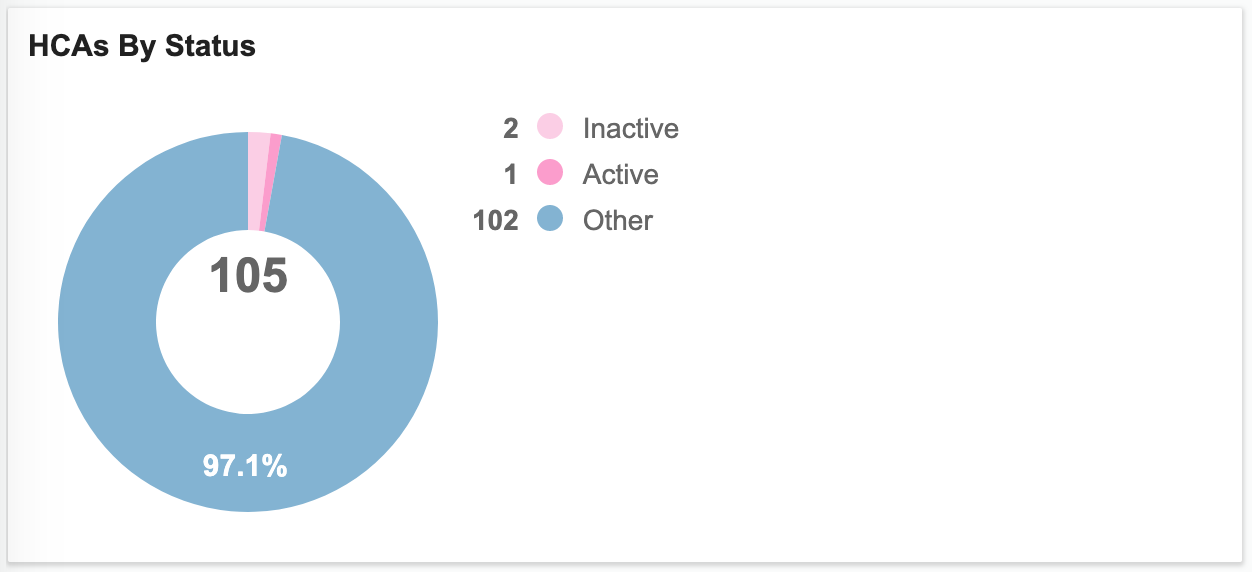 HCAs By Status
2 Inactive
1 Active
102 Other
105
97.1%